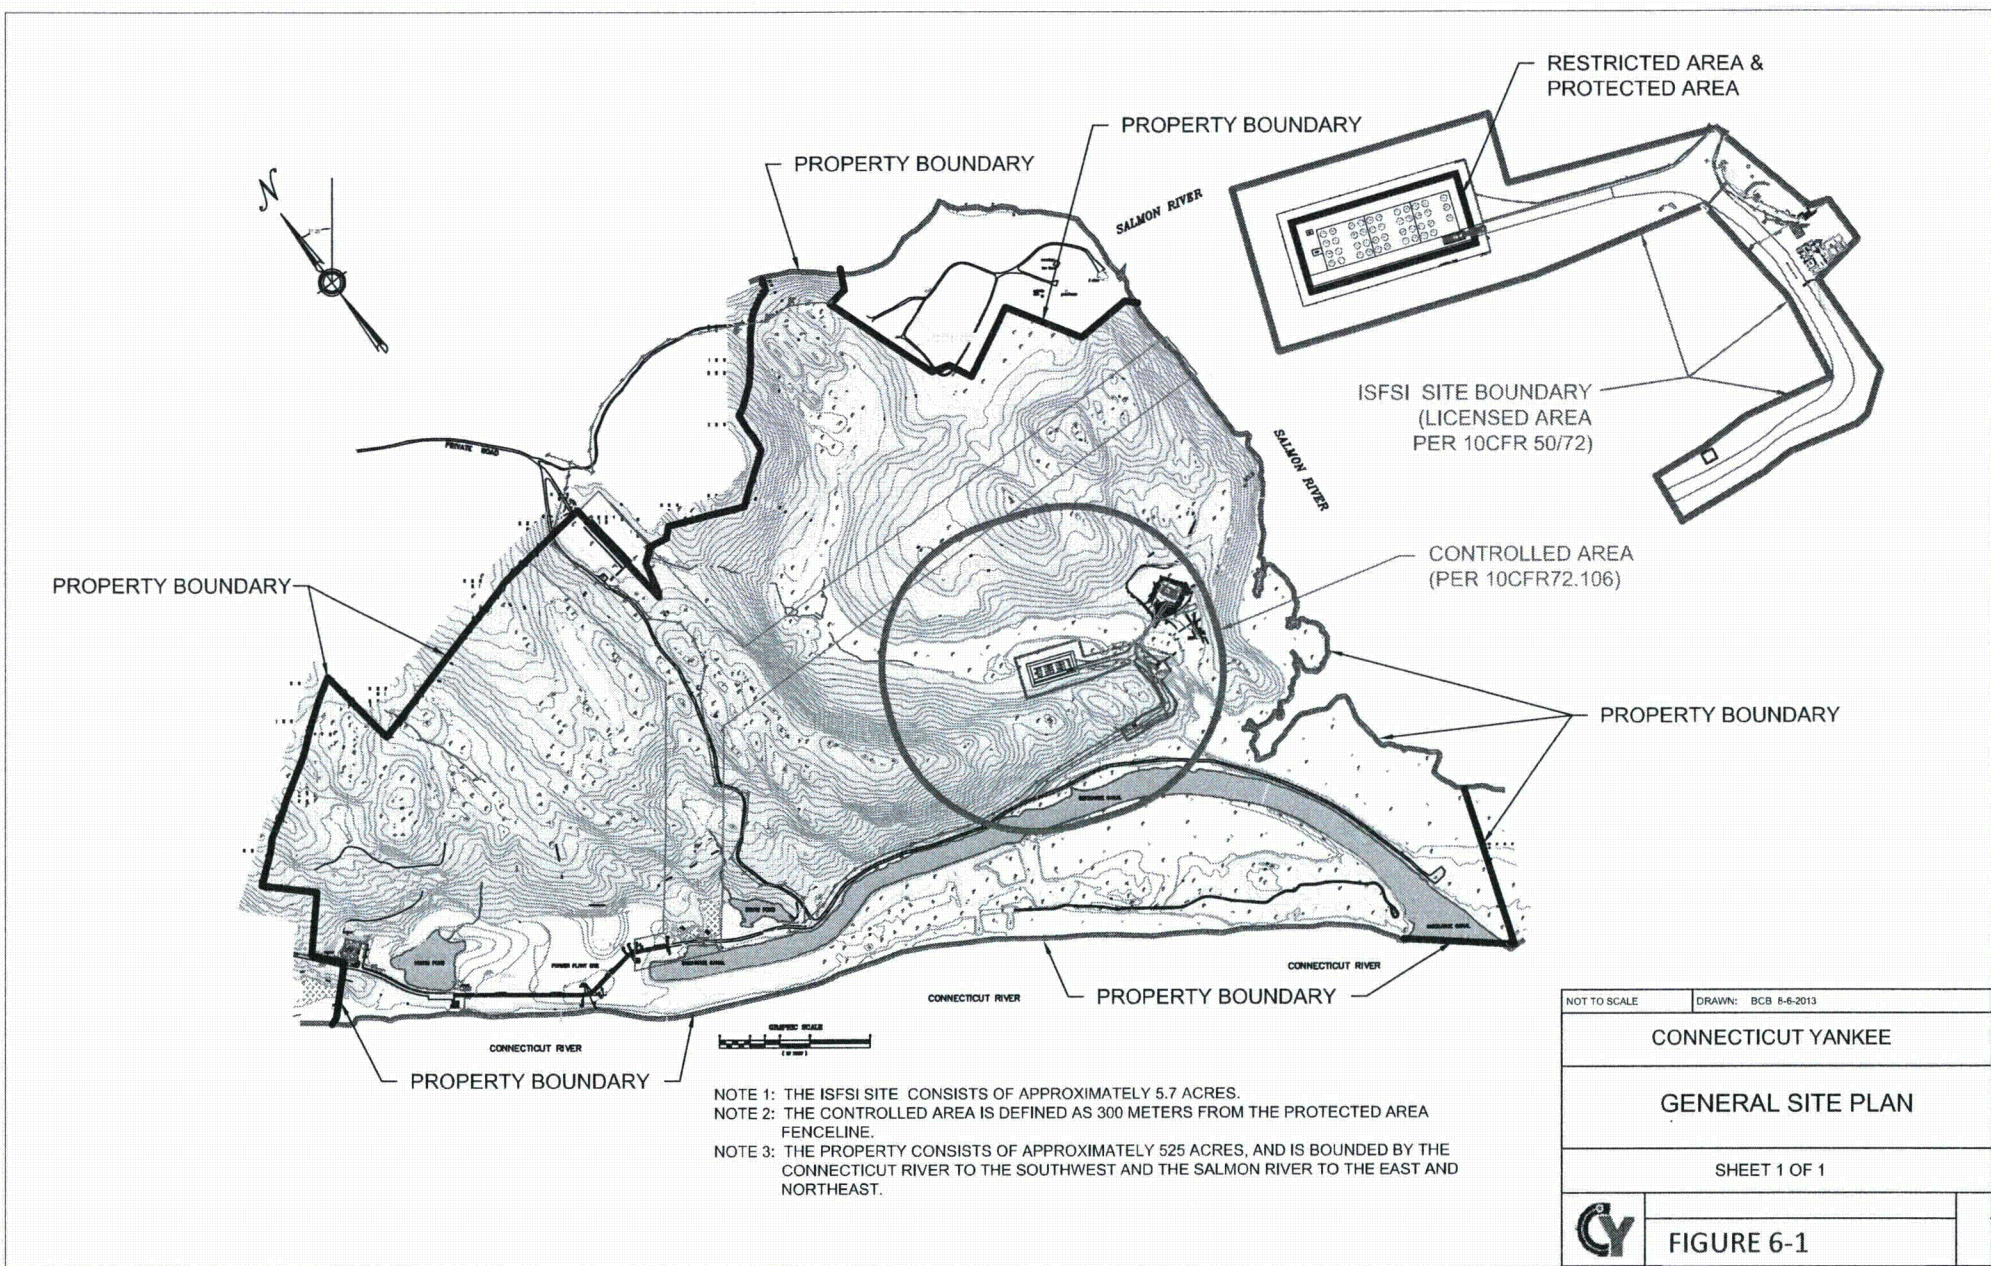 RESTRICTED AREA &
PROTECTED AREA
PROPERTY BOUNDARY
PROPERTY BOUNDARY
N
SALMON RIVER
ISFSI SITE BOUNDARY
(LICENSED AREA
PER 10CFR 50/72)
PRIVATE ROAD
SALMON RIVER
CONTROLLED AREA
(PER 10CFR72.106)
PROPERTY BOUNDARY
PROPERTY BOUNDARY
CONNECTICUT RIVER
CONNECTICUT RIVER
PROPERTY BOUNDARY
GRAPHIC SCALE
CONNECTICUT RIVER
PROPERTY BOUNDARY
NOTE 1: THE ISFSI SITE CONSISTS OF APPROXIMATELY 5.7 ACRES.
NOTE 2: THE CONTROLLED AREA IS DEFINED AS 300 METERS FROM THE PROTECTED AREA
FENCELINE.
NOTE 3: THE PROPERTY CONSISTS OF APPROXIMATELY 525 ACRES, AND IS BOUNDED BY THE
CONNECTICUT RIVER TO THE SOUTHWEST AND THE SALMON RIVER TO THE EAST AND
NORTHEAST.
NOT TO SCALE
DRAWN: BCB 8-6-2013
CONNECTICUT YANKEE
GENERAL SITE PLAN
SHEET 1 OF 1
CY
FIGURE 6-1